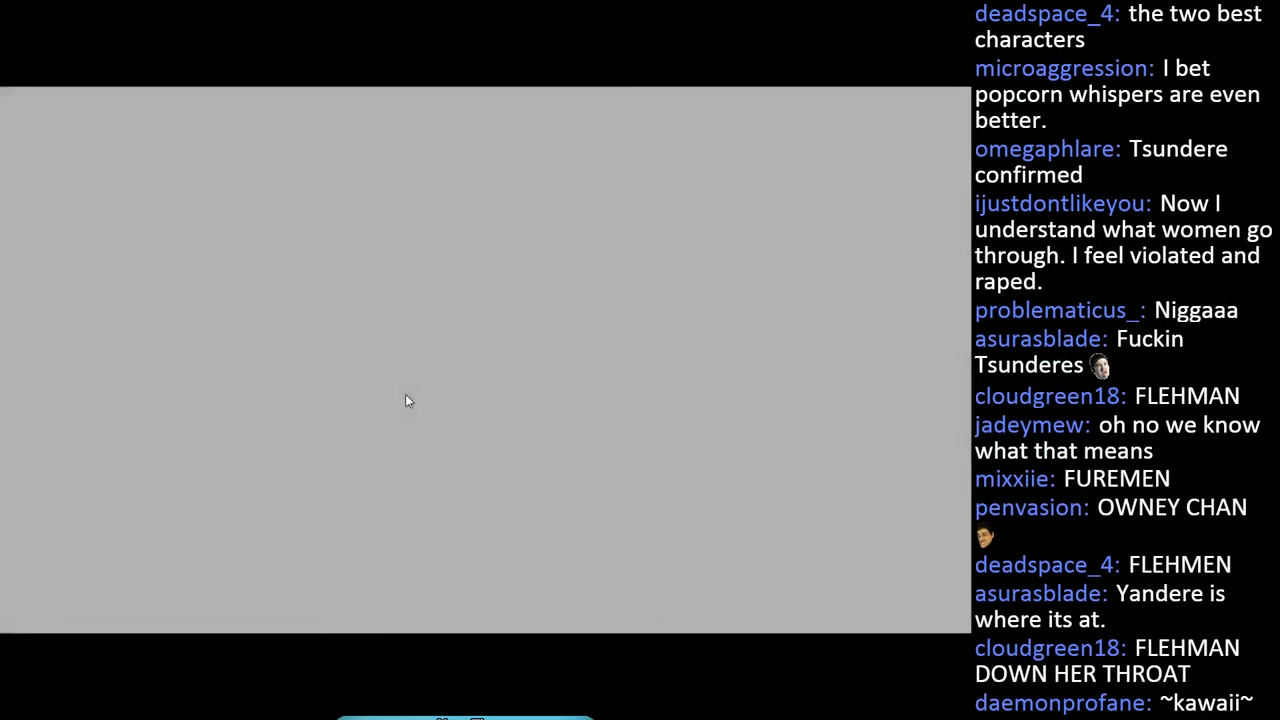 deadspace_4: the two best
characters
microaggression: I bet
popcorn whispers are even
better.
omegaphlare: Tsundere
confirmed
ijustdontlikeyou: Now I
understand what women go
through. I feel violated and
raped.
problematicus_: Niggaaa
asurasblade: Fuckin
Tsunderes
cloudgreen18: FLEHMAN
jadeymew: oh no we know
what that means
mixxiie: FUREMEN
penvasion: OWNEY CHAN
deadspace_4: FLEHMEN
asurasblade: Yandere is
where its at.
cloudgreen18: FLEHMAN
DOWN HER THROAT
daemonprofane: ~kawaii~